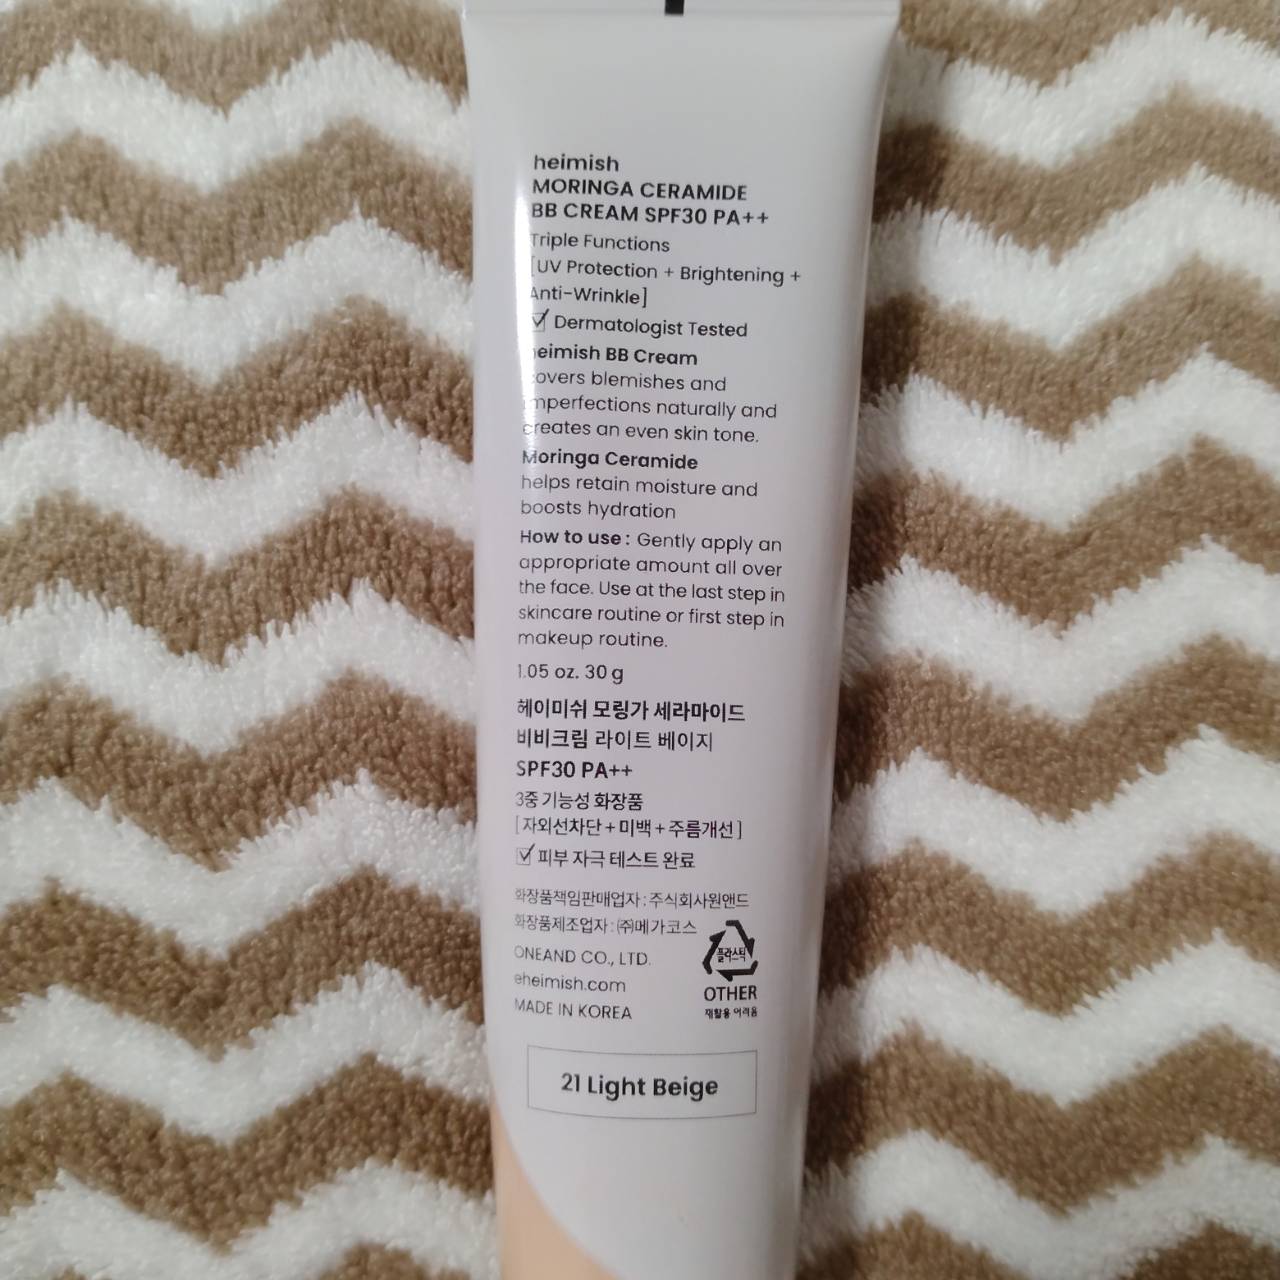 heimish
MORINGA CERAMIDE
BB CREAM SPF30 PA++
Triple Functions
[UV Protection + Brightening +
Anti-Wrinkle]
Dermatologist Tested
heimish BB Cream
covers blemishes and
imperfections naturally and
creates an even skin tone.
Moringa Ceramide
helps retain moisture and
boosts hydration
How to use : Gently apply an
appropriate amount all over
the face. Use at the last step in
skincare routine or first step in
makeup routine.
1.05 oz. 30 g
헤이미쉬 모링가 세라마이드
비비크림 라이트 베이지
SPF30 PA++
3중 기능성 화장품
[자외선차단+미백+주름개선]
피부 자극 테스트 완료
화장품책임판매업자 : 주식회사원앤드
화장품제조업자 : ㈜메가코스
ONEAND CO., LTD.
eheimish.com
MADE IN KOREA
플라스틱
OTHER
재활용 어려움
21 Light Beige